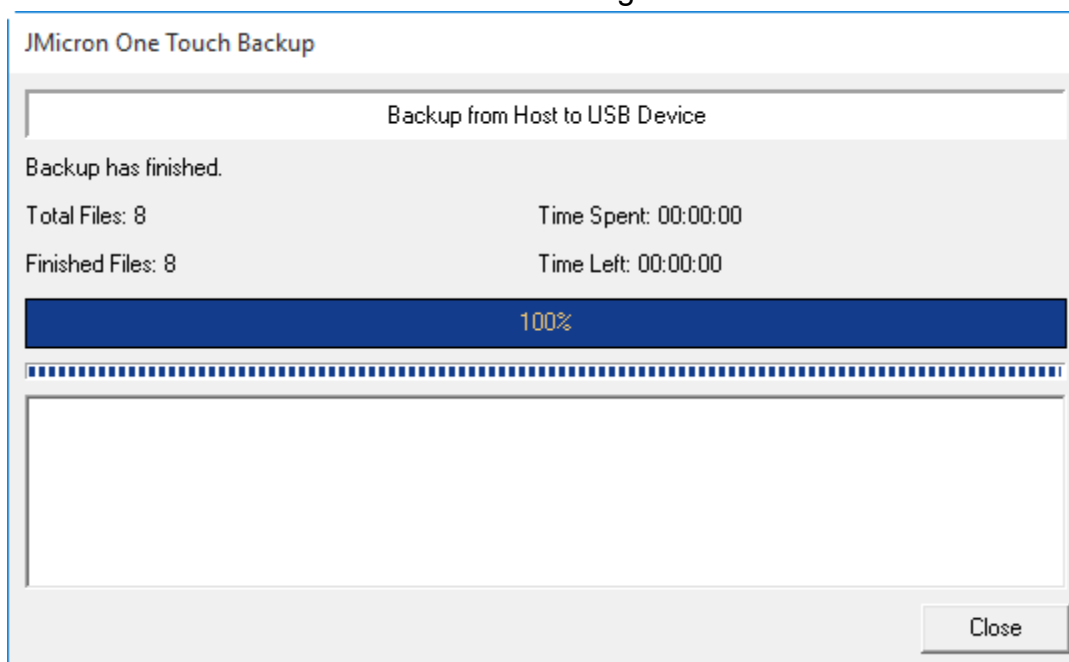 JMicron One Touch Backup
Backup from Host to USB Device
Backup has finished.
Total Files: 8
Time Spent: 00:00:00
Finished Files: 8
Time Left: 00:00:00
100%
Close